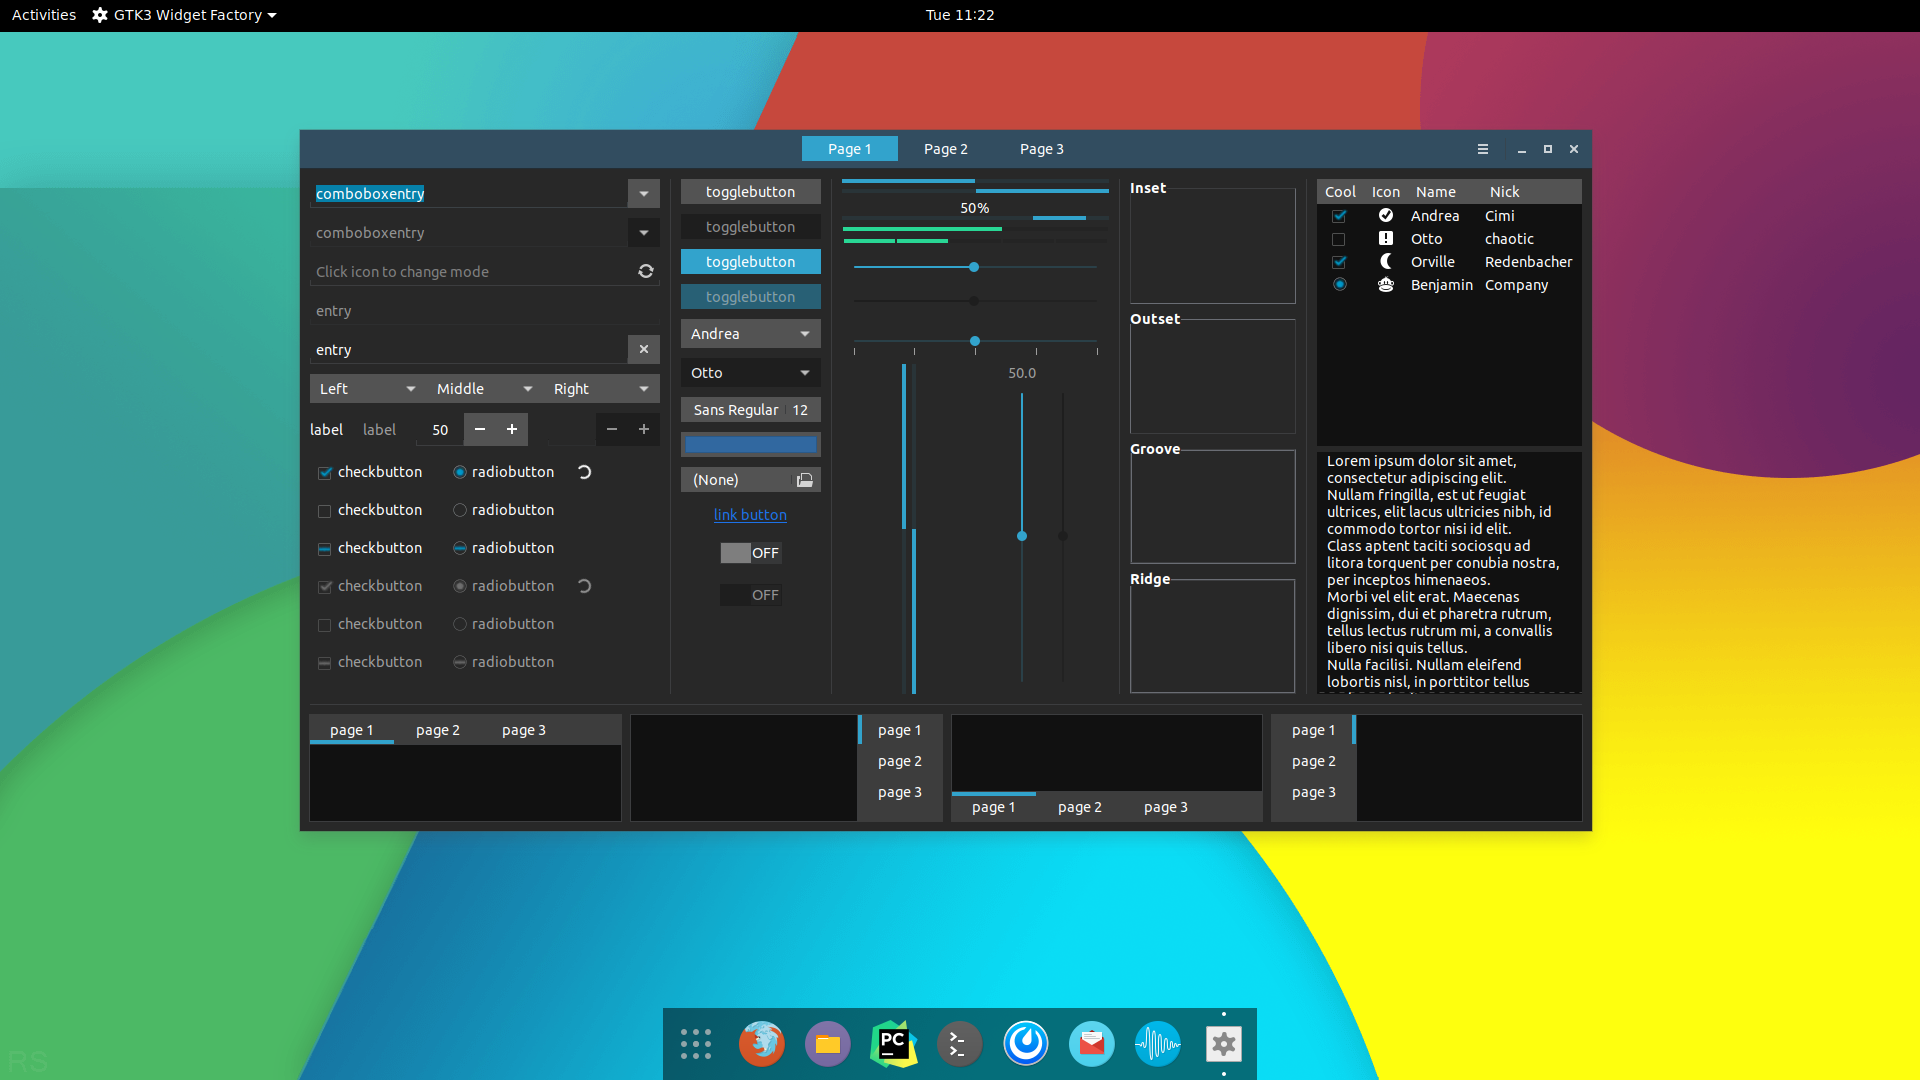 Activities GTK3 Widget Factory Tue 11:22
Page 1 Page 2 Page 3
comboboxentry
comboboxentry
Click icon to change mode
entry
entry
Left Middle Right
label label 50
checkbutton radiobutton
checkbutton radiobutton
checkbutton radiobutton
checkbutton radiobutton
checkbutton radiobutton
checkbutton radiobutton
togglebutton
togglebutton
togglebutton
togglebutton
Andrea
Otto
Sans Regular 12
(None)
link button
OFF
OFF
50%
50.0
Inset
Outset
Groove
Ridge
Cool Icon Name Nick
Andrea Cimi
Otto chaotic
Orville Redenbacher
Benjamin Company
Lorem ipsum dolor sit amet,
consectetur adipiscing elit.
Nullam fringilla, est ut feugiat
ultrices, elit lacus ultricies nibh, id
commodo tortor nisi id elit.
Class aptent taciti sociosqu ad
litora torquent per conubia nostra,
per inceptos himenaeos.
Morbi vel elit erat. Maecenas
dignissim, dui et pharetra rutrum,
tellus lectus rutrum mi, a convallis
libero nisi quis tellus.
Nulla facilisi. Nullam eleifend
lobortis nisl, in porttitor tellus
page 1 page 2 page 3
page 1
page 2
page 3
page 1 page 2 page 3
page 1
page 2
page 3
PC
RS